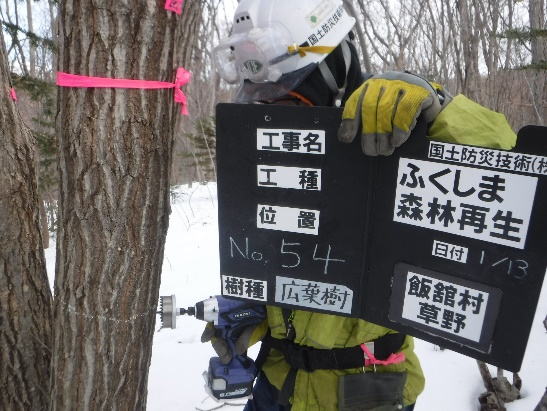 国土防災技術
工事名
工種
位置
No. 54
樹種 広葉樹
国土防災技術(株
ふくしま
森林再生
日付 1/13
飯舘村
草野